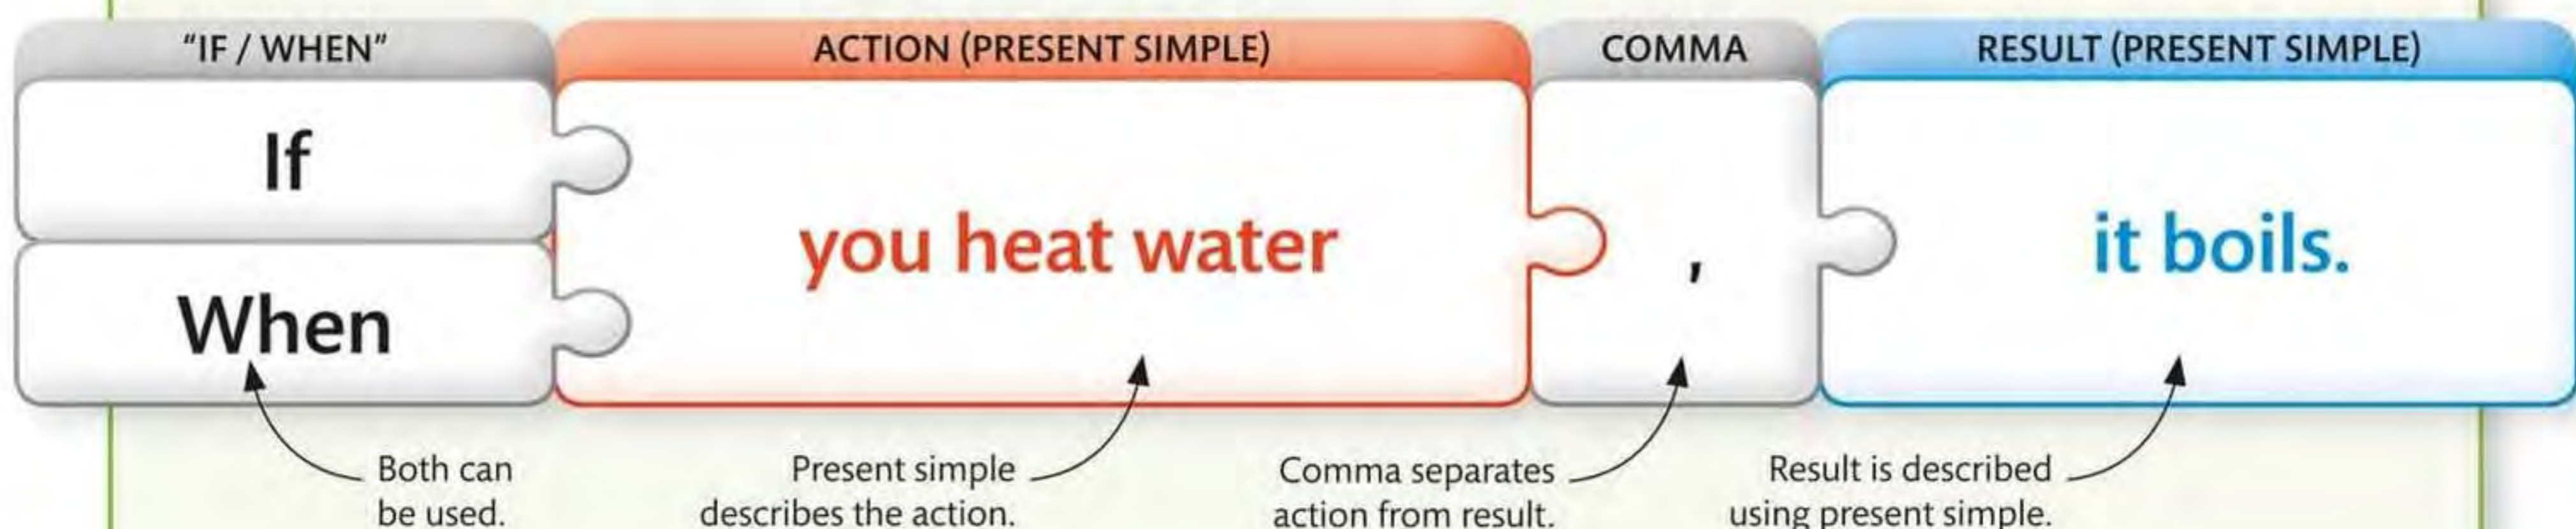 "IF / WHEN"
ACTION (PRESENT SIMPLE)
COMMA
RESULT (PRESENT SIMPLE)
If
When
you heat water
,
it boils.
Both can
be used.
Present simple
describes the action.
Comma separates
action from result.
Result is described
using present simple.